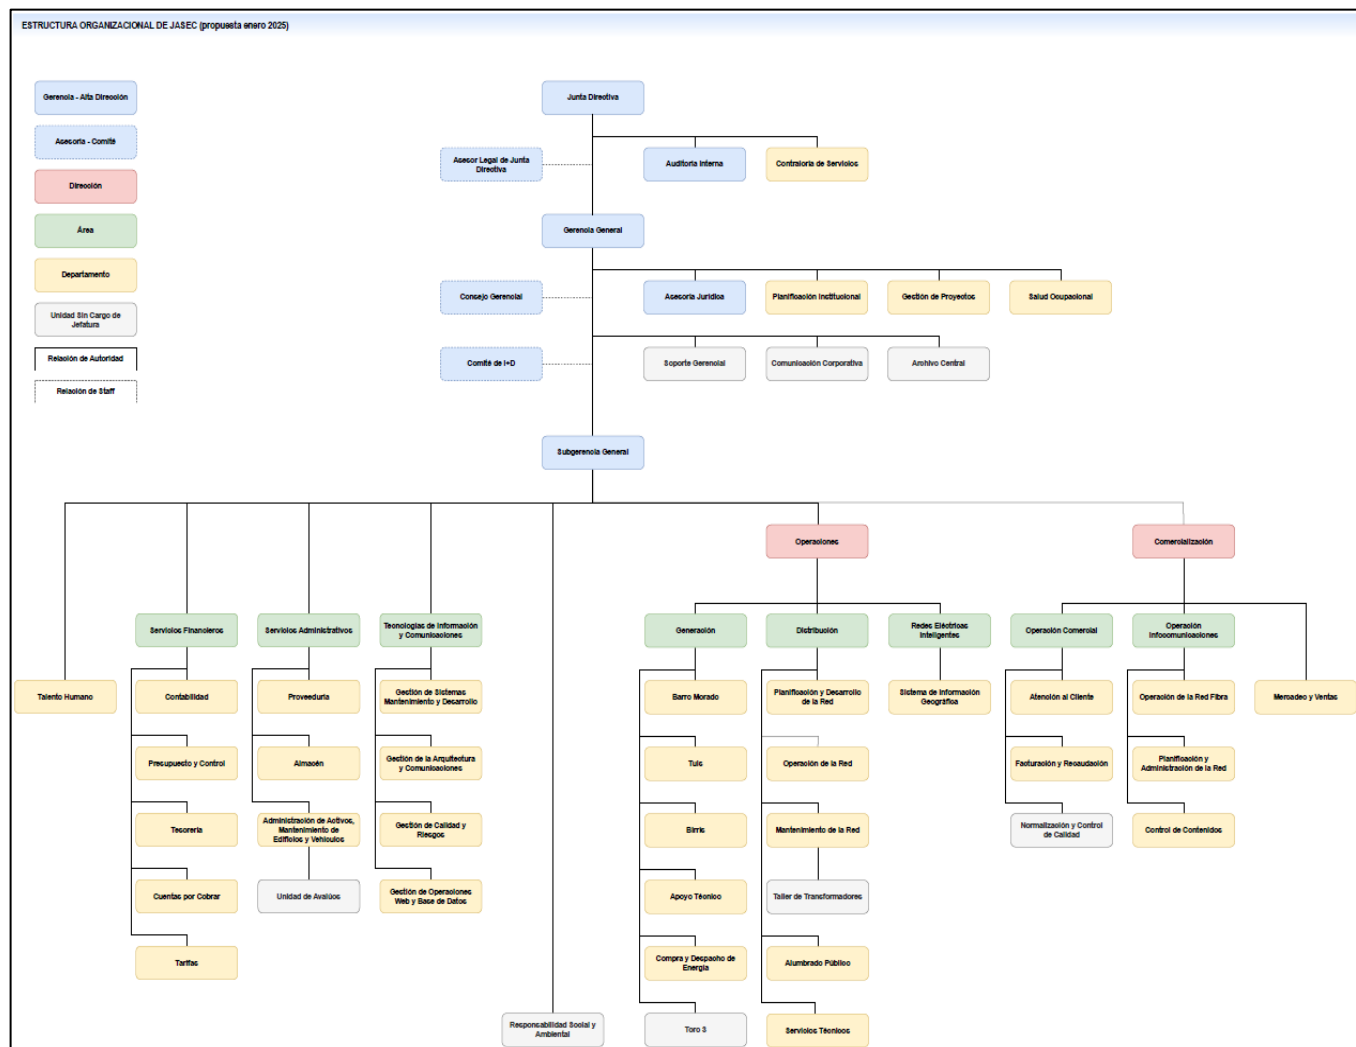 ESTRUCTURA ORGANIZACIONAL DE JASEC (propuesta enero 2025)
Gerencia - Alta Dirección
Asesoría - Comité
Dirección
Área
Departamento
Unidad Sin Cargo de
Jefatura
Relación de Autoridad
Relación de Staff
Junta Directiva
Asesor Legal de Junta
Directiva
Auditoría Interna
Contraloría de Servicios
Gerencia General
Consejo Gerencial
Asesoría Jurídica
Planificación Institucional
Gestión de Proyectos
Salud Ocupacional
Comité de I+D
Soporte Gerencial
Comunicación Corporativa
Archivo Central
Subgerencia General
Operaciones
Comercialización
Servicios Financieros
Servicios Administrativos
Tecnologías de Información
y Comunicaciones
Generación
Distribución
Redes Eléctricas
Inteligentes
Operación Comercial
Operación
Infocomunicaciones
Talento Humano
Contabilidad
Proveeduría
Gestión de Sistemas
Mantenimiento y Desarrollo
Barro Morado
Planificación y Desarrollo
de la Red
Sistema de Información
Geográfica
Atención al Cliente
Operación de la Red Fibra
Mercadeo y Ventas
Presupuesto y Control
Almacén
Gestión de la Arquitectura
y Comunicaciones
Tuis
Operación de la Red
Facturación y Recaudación
Planificación y
Administración de la Red
Tesorería
Administración de Activos,
Mantenimiento de
Edificios y Vehículos
Gestión de Calidad y
Riesgos
Birris
Mantenimiento de la Red
Normalización y Control
de Calidad
Control de Contenidos
Cuentas por Cobrar
Unidad de Avalúos
Gestión de Operaciones
Web y Base de Datos
Apoyo Técnico
Taller de Transformadores
Tarifas
Compra y Despacho de
Energía
Alumbrado Público
Responsabilidad Social y
Ambiental
Toro 3
Servicios Técnicos